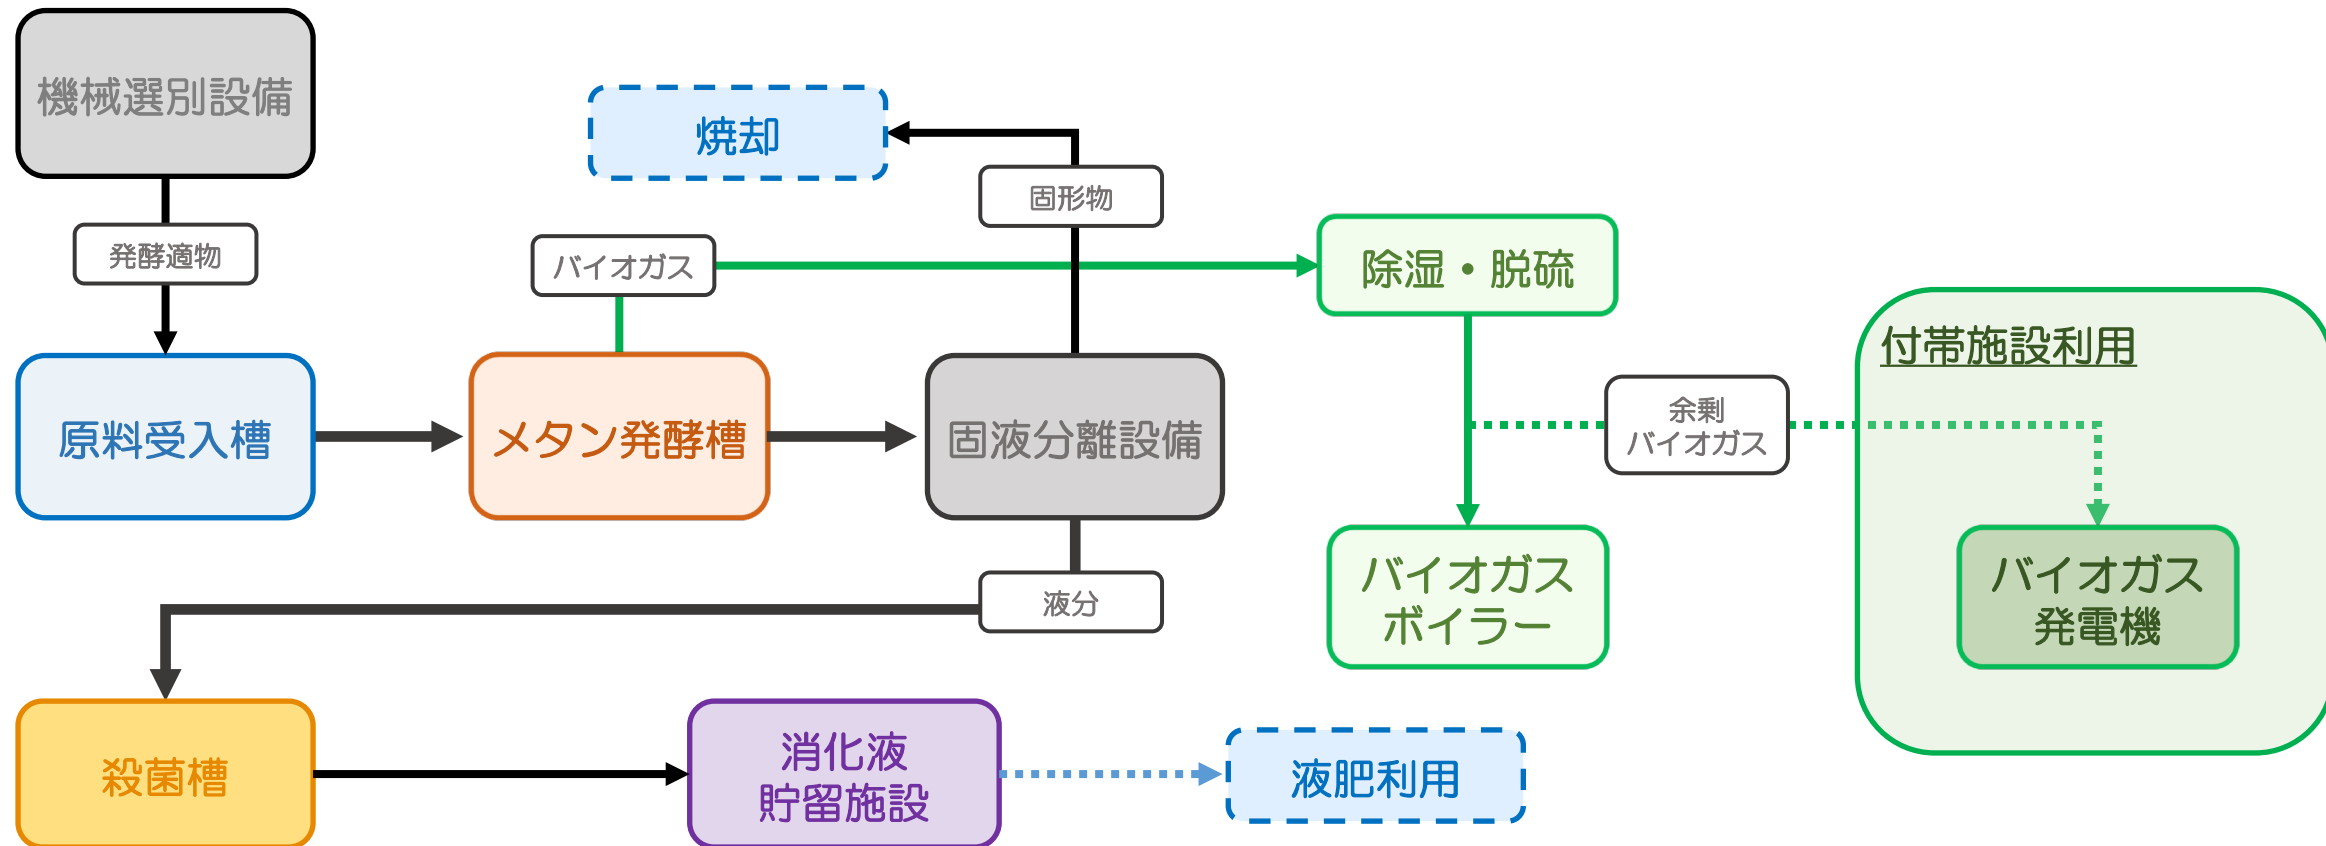 機械選別設備
発酵適物
焼却
固形物
バイオガス
除湿・脱硫
付帯施設利用
余剰
バイオガス
原料受入槽
メタン発酵槽
固液分離設備
バイオガス
ボイラー
バイオガス
発電機
液分
殺菌槽
消化液
貯留施設
液肥利用